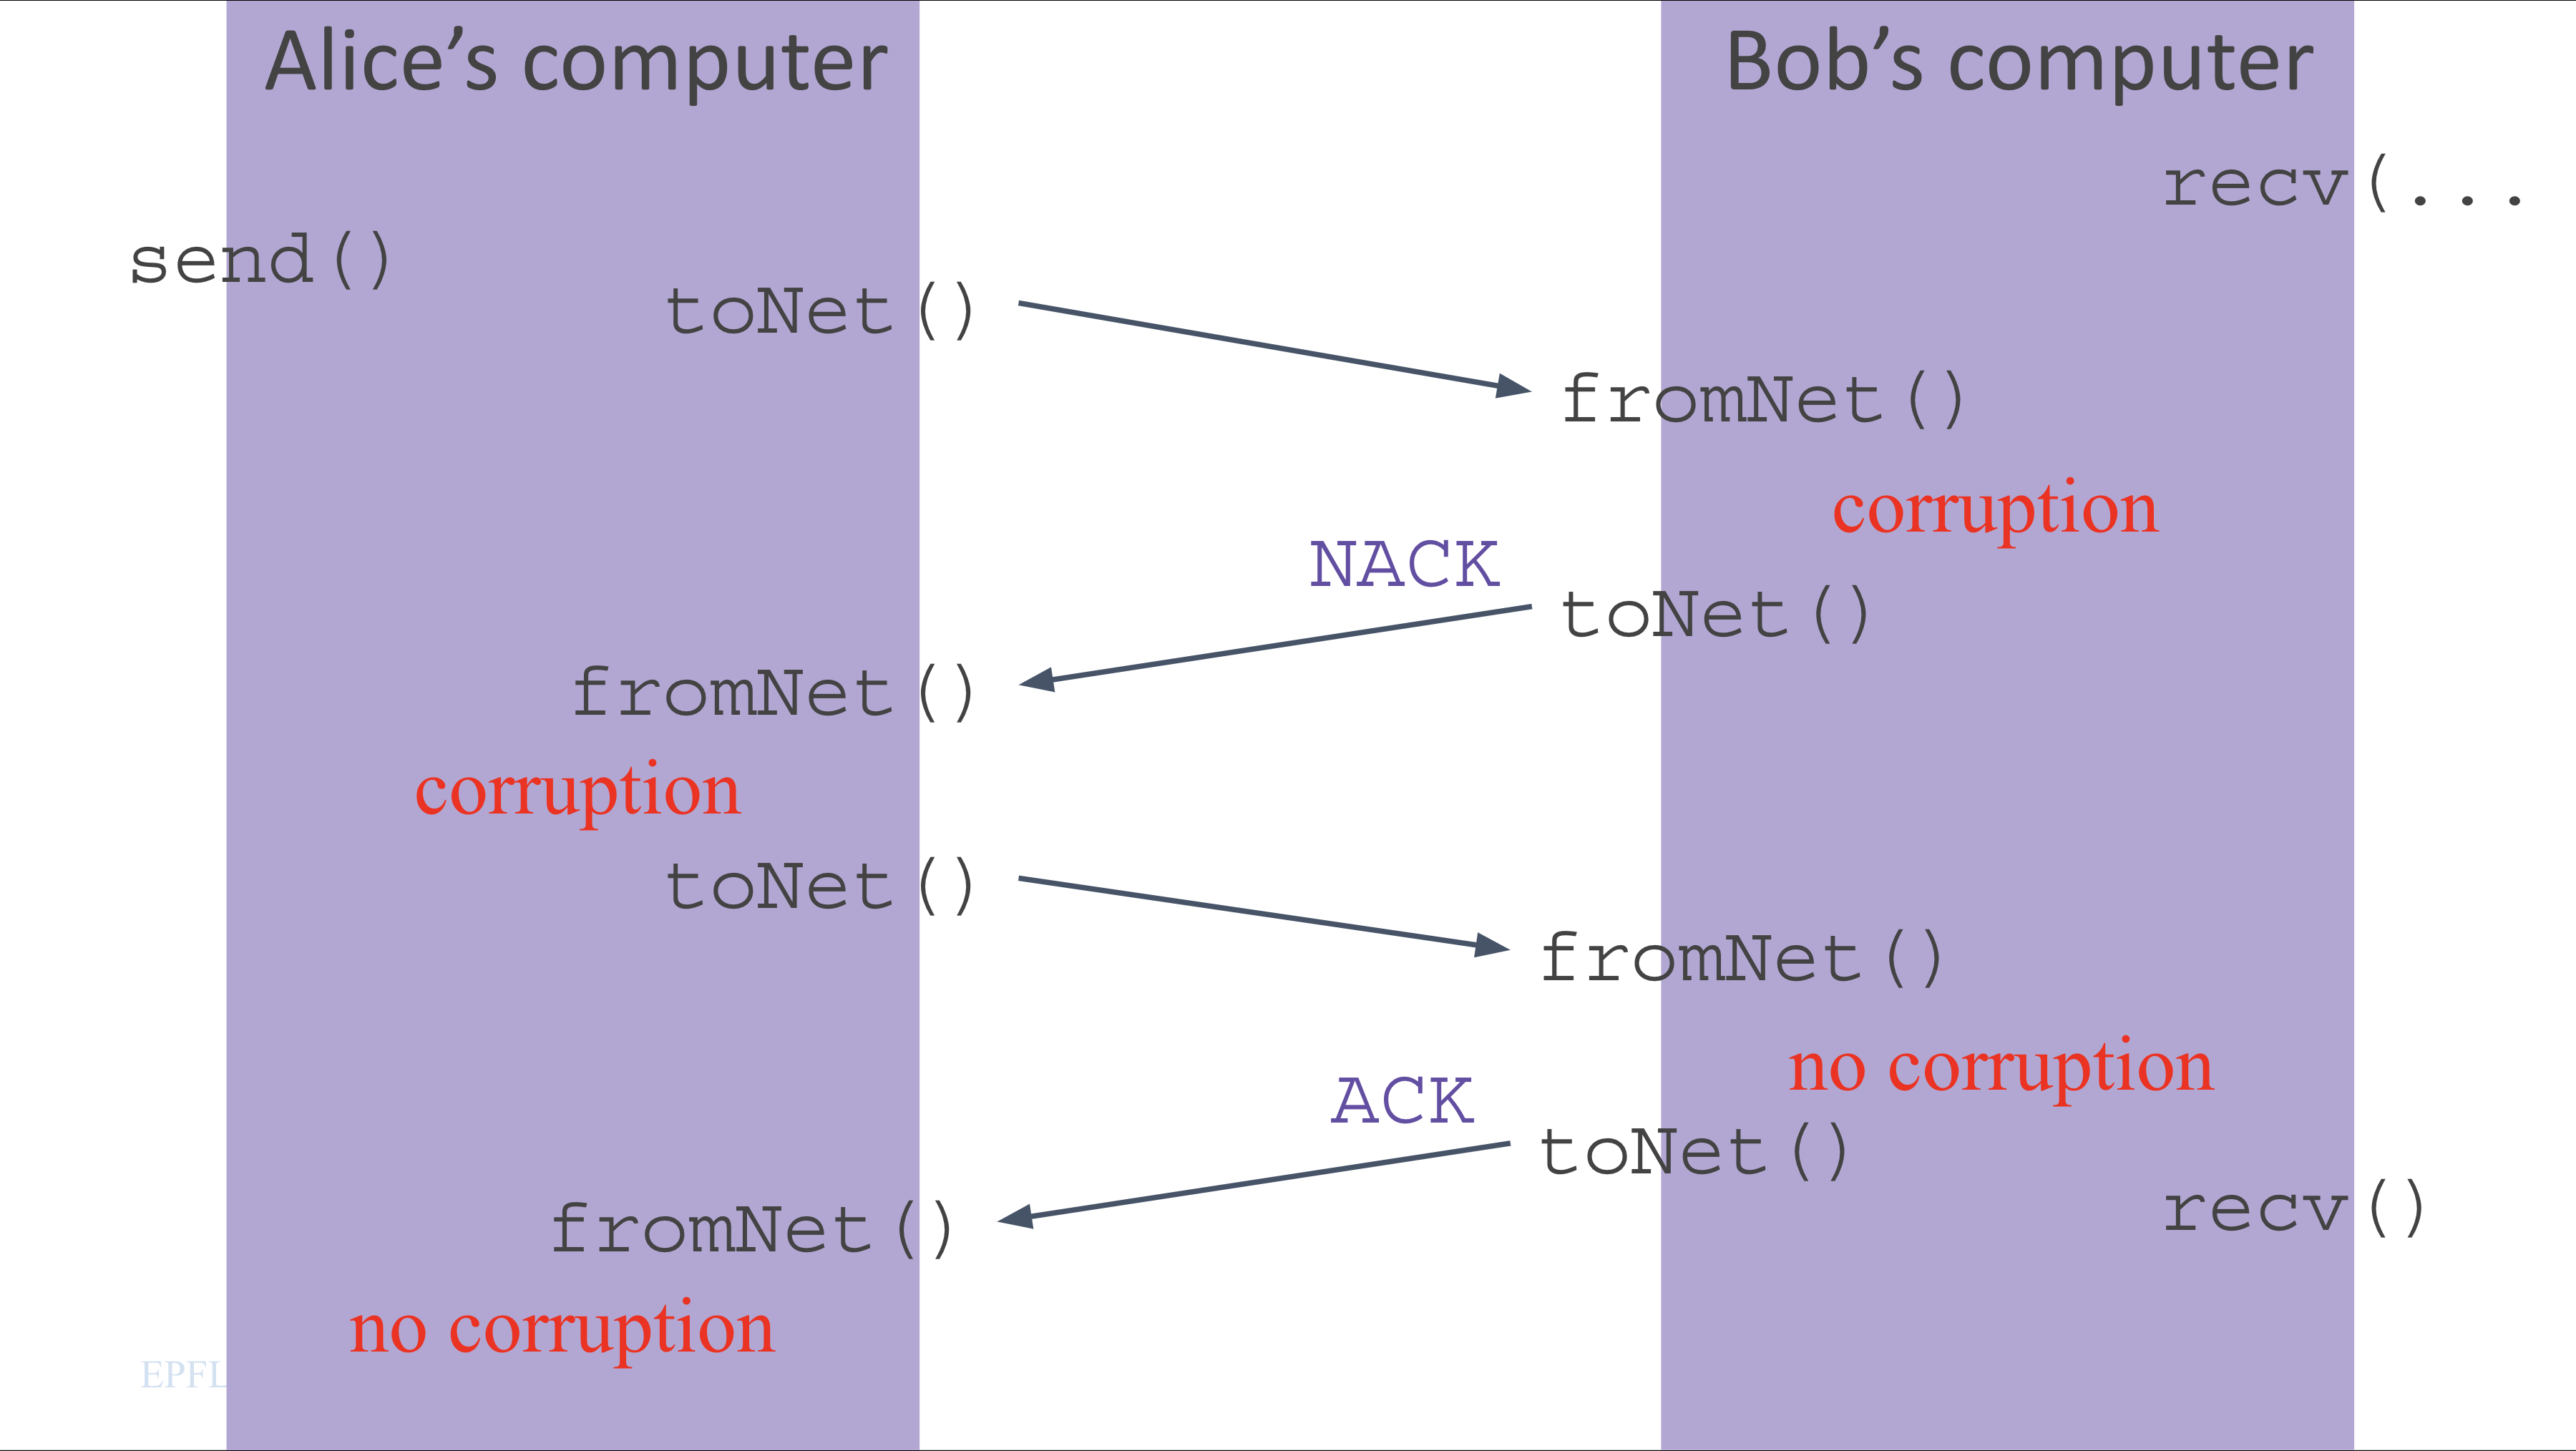 Alice’s computer
Bob’s computer
recv(...
send()
toNet()
fromNet()
corruption
NACK
toNet()
fromNet()
corruption
toNet()
fromNet()
no corruption
ACK
toNet()
recv()
fromNet()
no corruption
EPFL